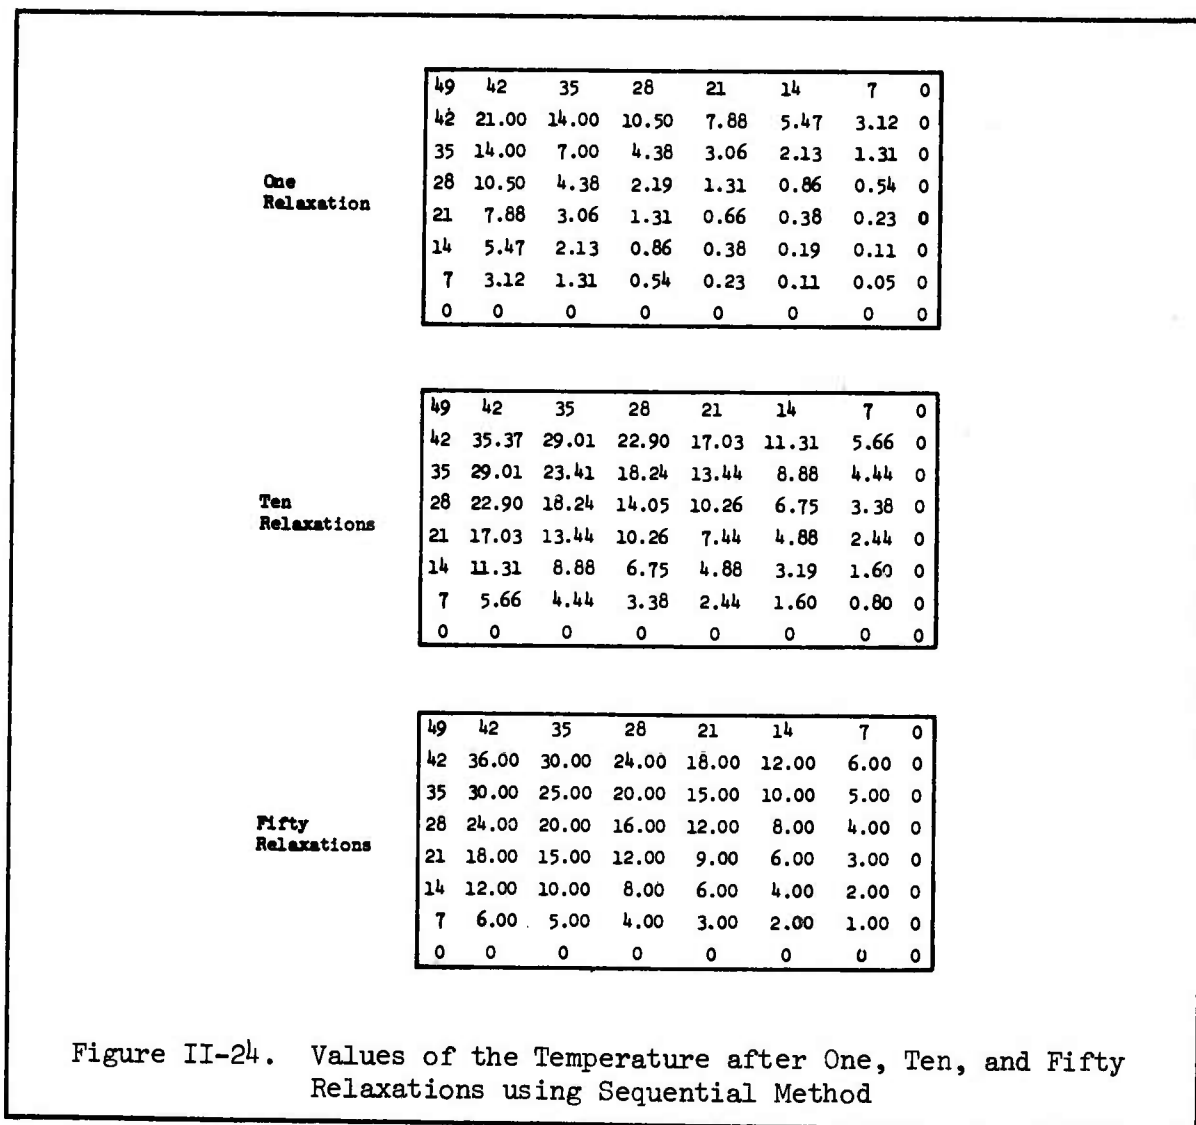 49 42 35 28 21 14 7 0
42 21.00 14.00 10.50 7.88 5.47 3.12 0
35 14.00 7.00 4.38 3.06 2.13 1.31 0
One
Relaxation
28 10.50 4.38 2.19 1.31 0.86 0.54 0
21 7.88 3.06 1.31 0.66 0.38 0.23 0
14 5.47 2.13 0.86 0.38 0.19 0.11 0
7 3.12 1.31 0.54 0.23 0.11 0.05 0
0 0 0 0 0 0 0 0
49 42 35 28 21 14 7 0
42 35.37 29.01 22.90 17.03 11.31 5.66 0
35 29.01 23.41 18.24 13.44 8.88 4.44 0
Ten
Relaxations
28 22.90 18.24 14.05 10.26 6.75 3.38 0
21 17.03 13.44 10.26 7.44 4.88 2.44 0
14 11.31 8.88 6.75 4.88 3.19 1.60 0
7 5.66 4.44 3.38 2.44 1.60 0.80 0
0 0 0 0 0 0 0 0
49 42 35 28 21 14 7 0
42 36.00 30.00 24.00 18.00 12.00 6.00 0
35 30.00 25.00 20.00 15.00 10.00 5.00 0
Fifty
Relaxations
28 24.00 20.00 16.00 12.00 8.00 4.00 0
21 18.00 15.00 12.00 9.00 6.00 3.00 0
14 12.00 10.00 8.00 6.00 4.00 2.00 0
7 6.00 5.00 4.00 3.00 2.00 1.00 0
0 0 0 0 0 0 0 0
Figure II-24. Values of the Temperature after One, Ten, and Fifty
Relaxations using Sequential Method